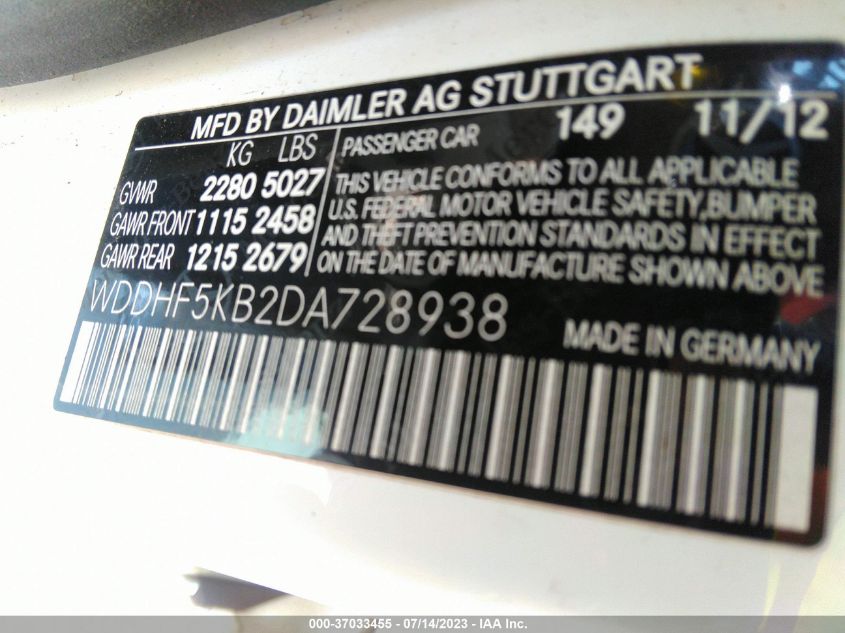 MFD BY DAIMLER AG STUTTGART
KG LBS
GVWR 2280 5027
GAWR FRONT 1115 2458
GAWR REAR 1215 2679
PASSENGER CAR 149 11/12
THIS VEHICLE CONFORMS TO ALL APPLICABLE
U.S. FEDERAL MOTOR VEHICLE SAFETY,BUMPER
AND THEFT PREVENTION STANDARDS IN EFFECT
ON THE DATE OF MANUFACTURE SHOWN ABOVE
WDDHF5KB2DA728938
MADE IN GERMANY
000-37033455 - 07/14/2023 - IAA Inc.